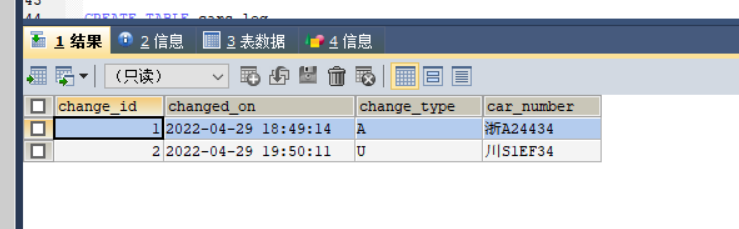 44 CREATE TABLE cars_log
1 结果 2 信息 3 表数据 4 信息
（只读）
change_id changed_on change_type car_number
1 2022-04-29 18:49:14 A 浙A24434
2 2022-04-29 19:50:11 U 川S1EF34